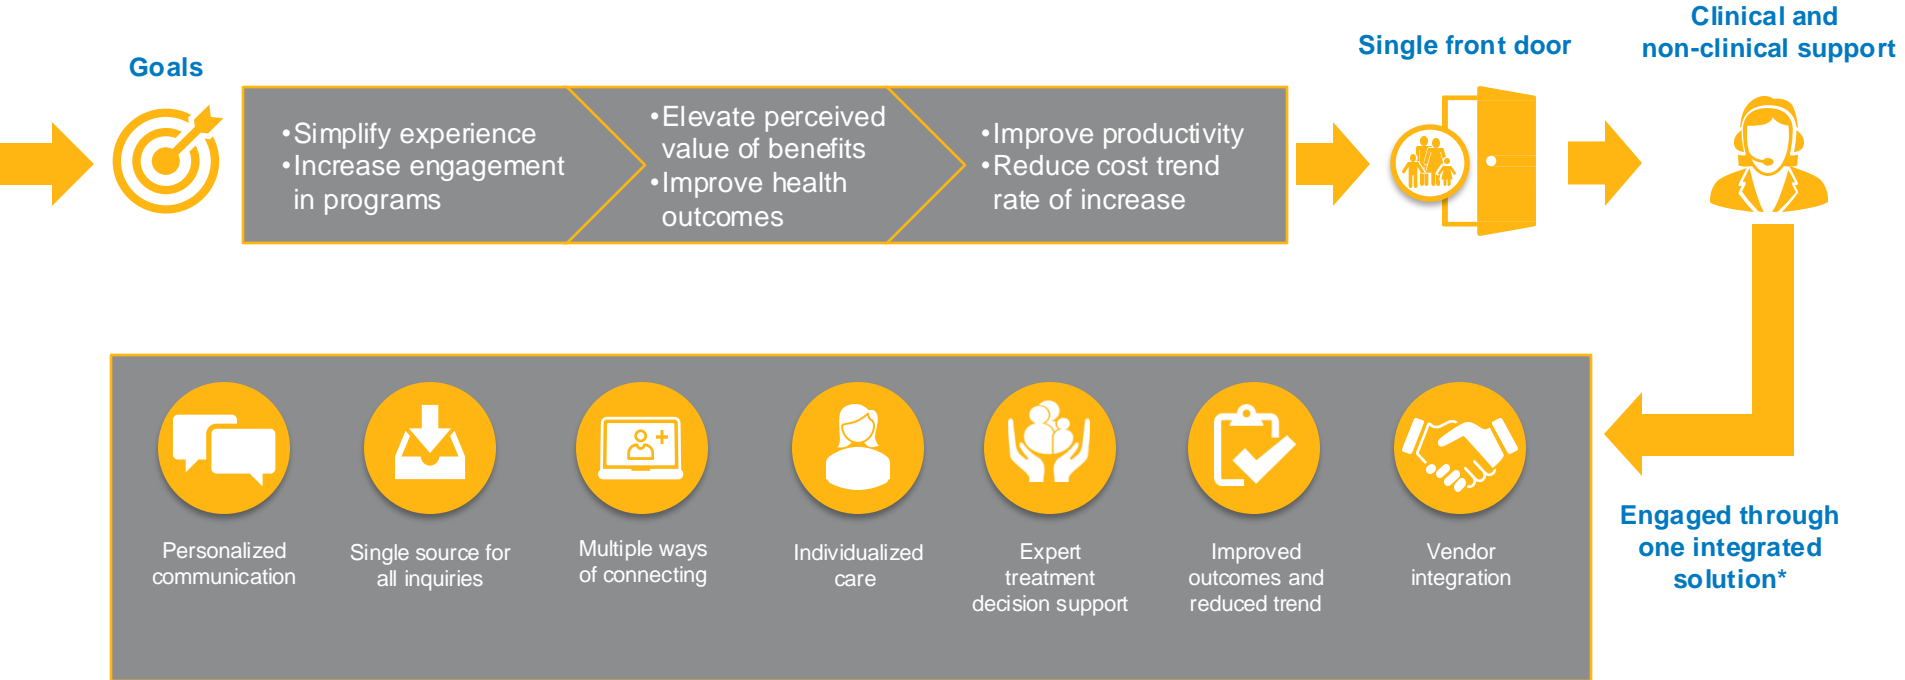 Goals
•Simplify experience
•Increase engagement
in programs
•Elevate perceived
value of benefits
•Improve health
outcomes
•Improve productivity
•Reduce cost trend
rate of increase
Single front door
Clinical and
non-clinical support
Engaged through
one integrated
solution*
Personalized
communication
Single source for
all inquiries
Multiple ways
of connecting
Individualized
care
Expert
treatment
decision support
Improved
outcomes and
reduced trend
Vendor
integration